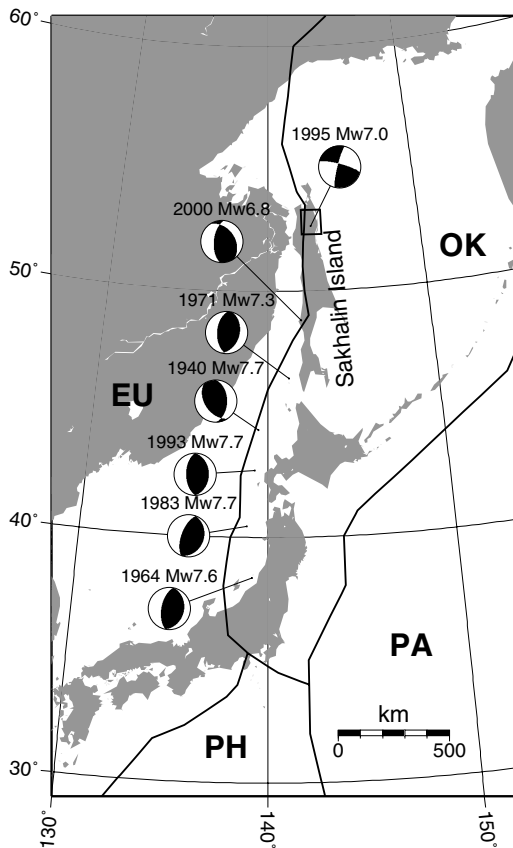 60°
1995 Mw7.0
2000 Mw6.8
OK
50°
Sakhalin Island
1971 Mw7.3
1940 Mw7.7
EU
1993 Mw7.7
1983 Mw7.7
40°
1964 Mw7.6
PA
km
PH
0 500
30°
130°
140°
150°